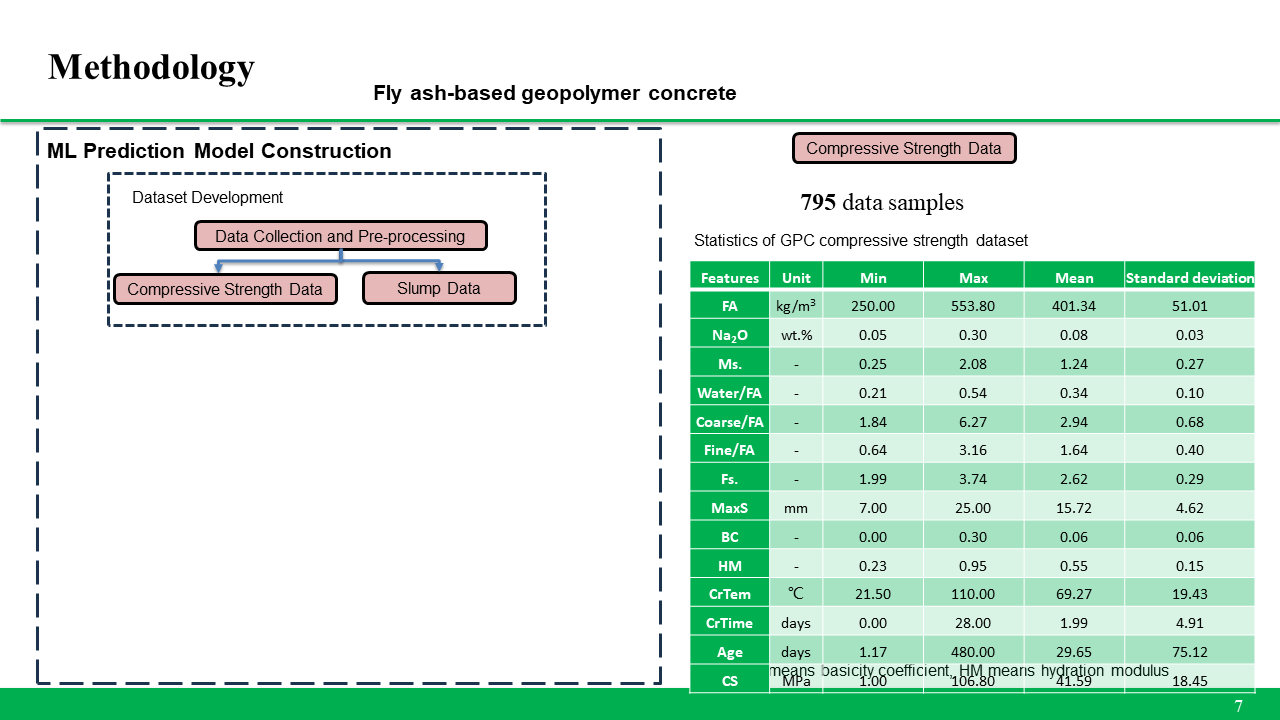 Methodology
Fly ash-based geopolymer concrete
ML Prediction Model Construction
Dataset Development
Data Collection and Pre-processing
Compressive Strength Data
Slump Data
Compressive Strength Data
795 data samples
Statistics of GPC compressive strength dataset
Features Unit Min Max Mean Standard deviation
FA kg/m³ 250.00 553.80 401.34 51.01
Na₂O wt.% 0.05 0.30 0.08 0.03
Ms. - 0.25 2.08 1.24 0.27
Water/FA - 0.21 0.54 0.34 0.10
Coarse/FA - 1.84 6.27 2.94 0.68
Fine/FA - 0.64 3.16 1.64 0.40
Fs. - 1.99 3.74 2.62 0.29
MaxS mm 7.00 25.00 15.72 4.62
BC - 0.00 0.30 0.06 0.06
HM - 0.23 0.95 0.55 0.15
CrTem ℃ 21.50 110.00 69.27 19.43
CrTime days 0.00 28.00 1.99 4.91
Age days 1.17 480.00 29.65 75.12
means basicity coefficient, HM means hydration modulus
CS MPa 1.00 106.80 41.59 18.45
7